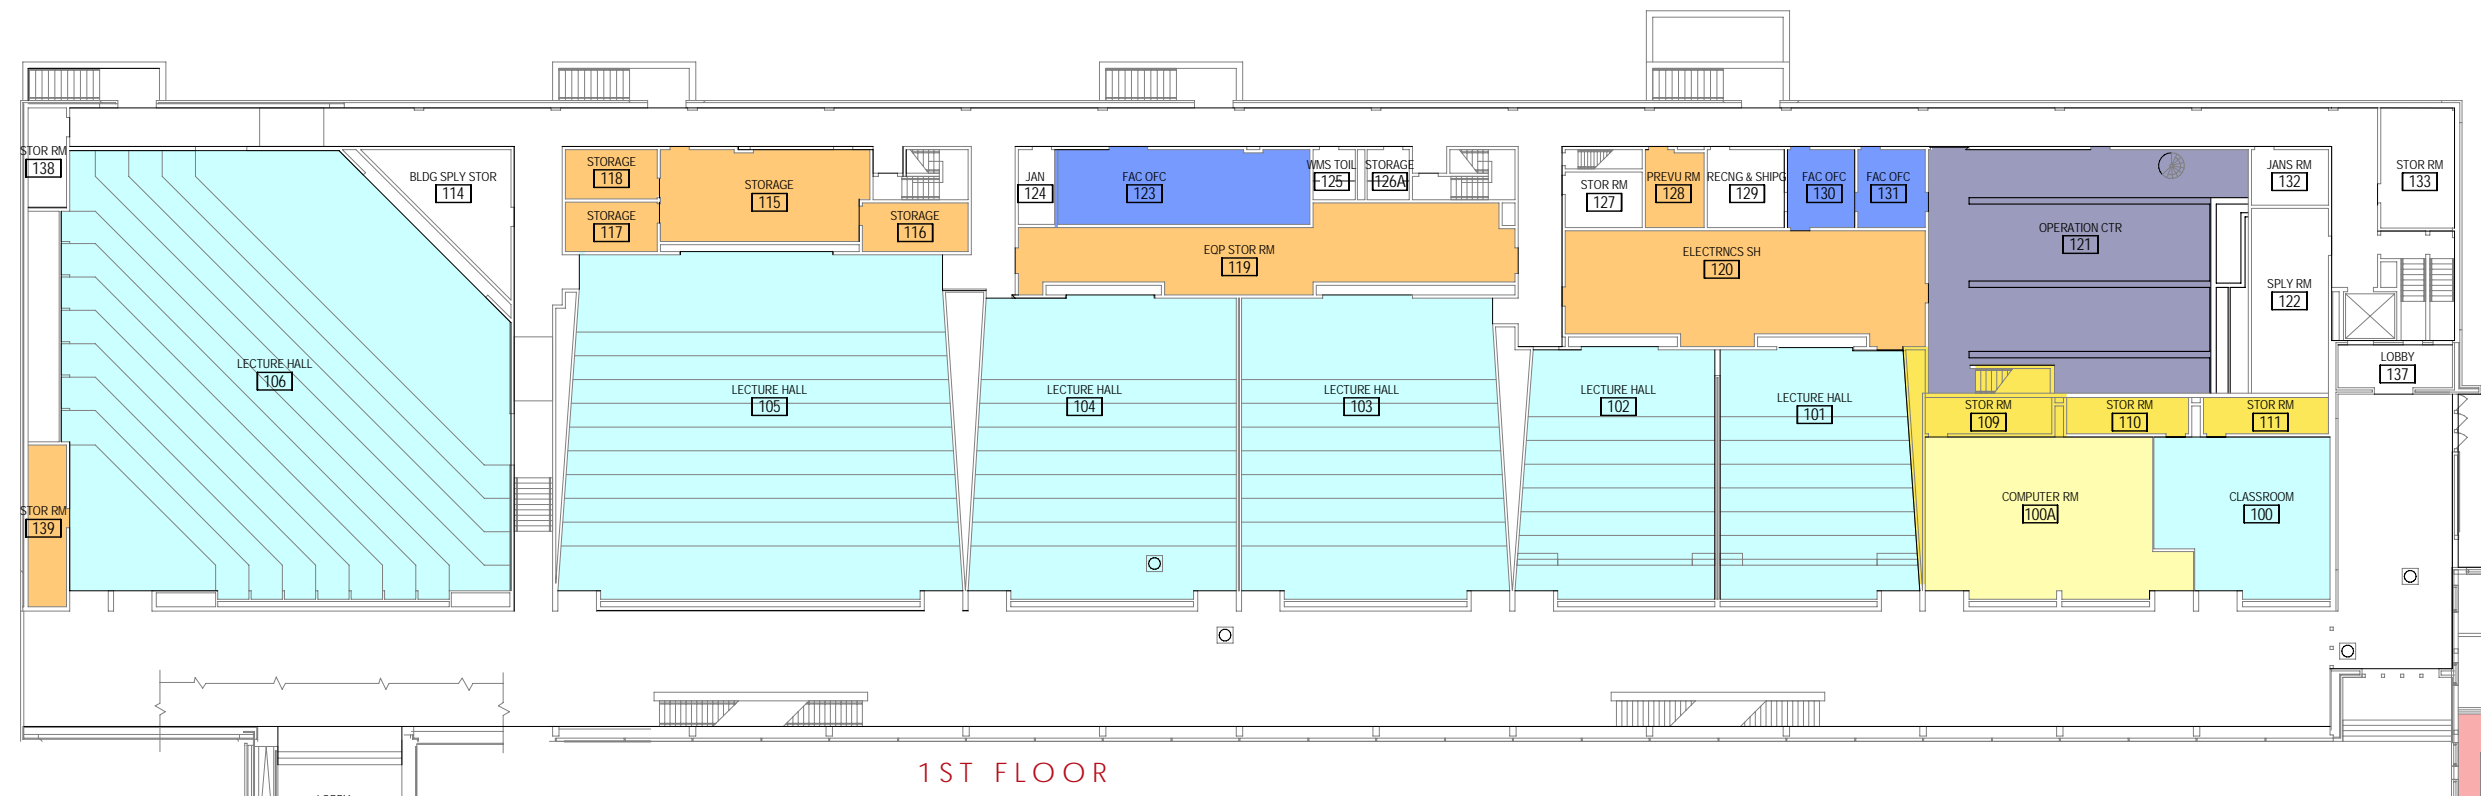 STOR RM
138
BLDG SPLY STOR
114
STORAGE
118
STORAGE
115
STORAGE
117
STORAGE
116
JAN
124
FAC OFC
123
WMS TOIL
125
STORAGE
126A
STOR RM
127
PREVU RM
128
RECNG & SHIPG
129
FAC OFC
130
FAC OFC
131
OPERATION CTR
121
JANS RM
132
STOR RM
133
EQP STOR RM
119
ELECTRNCS SH
120
SPLY RM
122
LOBBY
137
LECTURE HALL
106
LECTURE HALL
105
LECTURE HALL
104
LECTURE HALL
103
LECTURE HALL
102
LECTURE HALL
101
STOR RM
109
STOR RM
110
STOR RM
111
STOR RM
139
COMPUTER RM
100A
CLASSROOM
100
1ST FLOOR